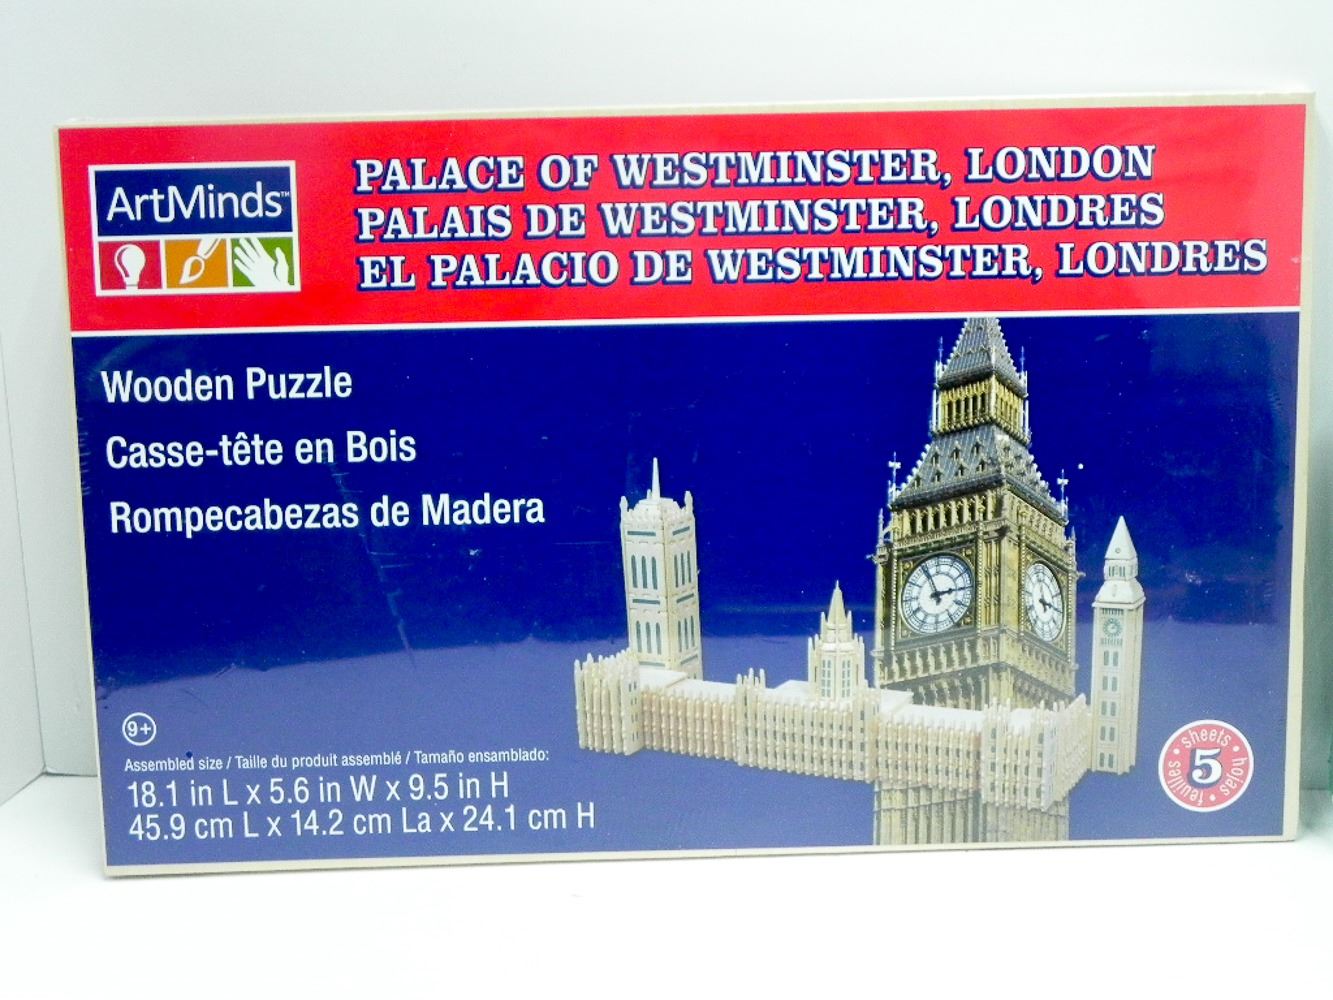 ArtMinds™
PALACE OF WESTMINSTER, LONDON
PALAIS DE WESTMINSTER, LONDRES
EL PALACIO DE WESTMINSTER, LONDRES
Wooden Puzzle
Casse-tête en Bois
Rompecabezas de Madera
9+
Assembled size / Taille du produit assemblé / Tamaño ensamblado:
18.1 in L x 5.6 in W x 9.5 in H
45.9 cm L x 14.2 cm La x 24.1 cm H
5
• sheets • hojas • feuilles